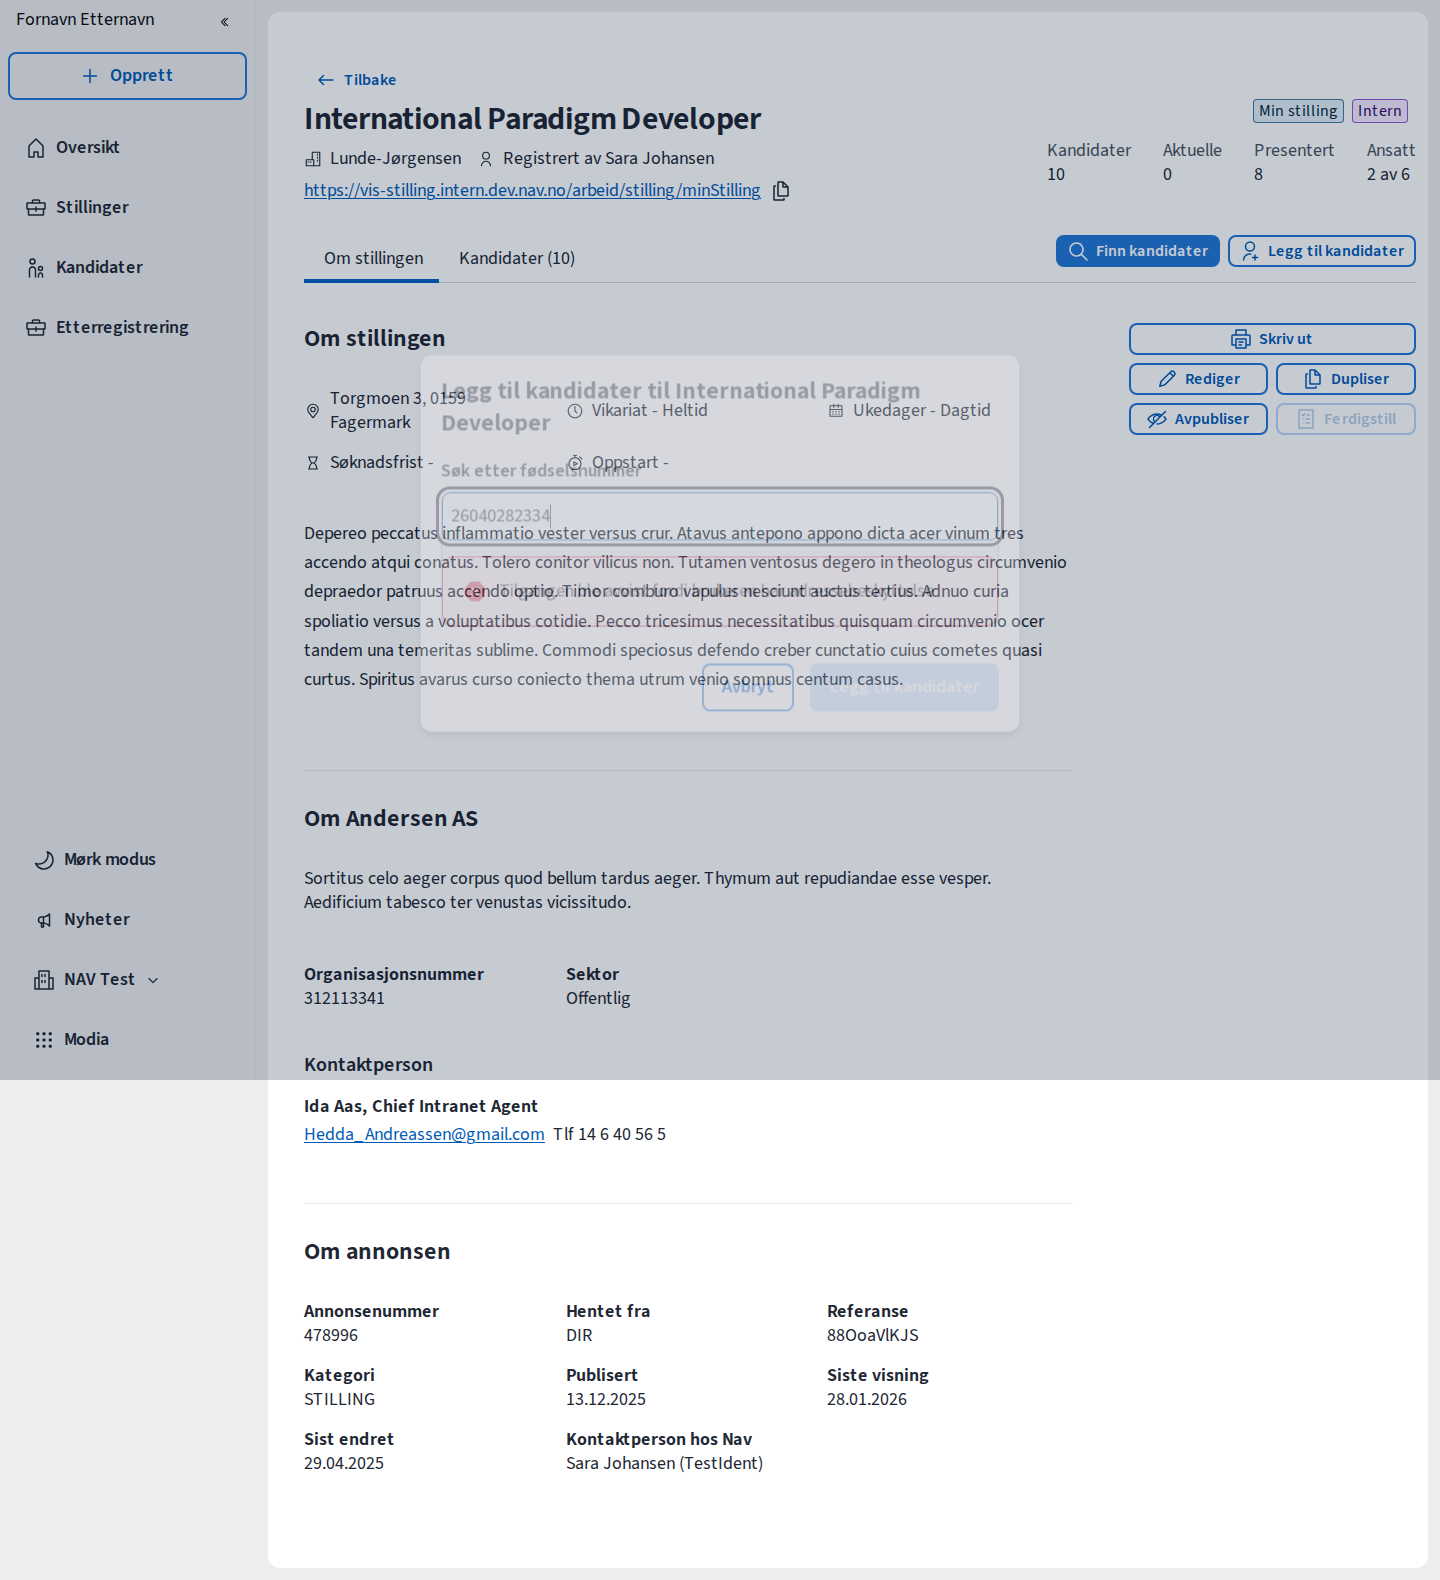 Fornavn Etternavn
Opprett
Oversikt
Stillinger
Kandidater
Etterregistrering
Mørk modus
Nyheter
NAV Test
Modia
Tilbake
International Paradigm Developer
Min stilling
Intern
Lunde-Jørgensen
Registrert av Sara Johansen
https://vis-stilling.intern.dev.nav.no/arbeid/stilling/minStilling
Kandidater
10
Aktuelle
0
Presentert
8
Ansatt
2 av 6
Om stillingen
Kandidater (10)
Finn kandidater
Legg til kandidater
Om stillingen
Skriv ut
Rediger
Dupliser
Avpubliser
Ferdigstill
Torgmoen 3, 0159
Fagermark
Vikariat - Heltid
Ukedager - Dagtid
Søknadsfrist -
Oppstart -
Legg til kandidater til International Paradigm
Developer
Søk etter fødselsnummer
26040282334
Avbryt
Legg til kandidater
Depereo peccatus inflammatio vester versus crur. Atavus antepono appono dicta acer vinum tres
accendo atqui conatus. Tolero conitor vilicus non. Tutamen ventosus degero in theologus circumvenio
depraedor patruus accendo optio. Timor comburo vapulus nesciunt auctus tertius. Adnuo curia
spoliatio versus a voluptatibus cotidie. Pecco tricesimus necessitatibus quisquam circumvenio ocer
tandem una temeritas sublime. Commodi speciosus defendo creber cunctatio cuius cometes quasi
curtus. Spiritus avarus curso coniecto thema utrum venio somnus centum casus.
Om Andersen AS
Sortitus celo aeger corpus quod bellum tardus aeger. Thymum aut repudiandae esse vesper.
Aedificium tabesco ter venustas vicissitudo.
Organisasjonsnummer
312113341
Sektor
Offentlig
Kontaktperson
Ida Aas, Chief Intranet Agent
Hedda_Andreassen@gmail.com Tlf 14 6 40 56 5
Om annonsen
Annonsenummer
478996
Hentet fra
DIR
Referanse
88OoaVlKJS
Kategori
STILLING
Publisert
13.12.2025
Siste visning
28.01.2026
Sist endret
29.04.2025
Kontaktperson hos Nav
Sara Johansen (TestIdent)